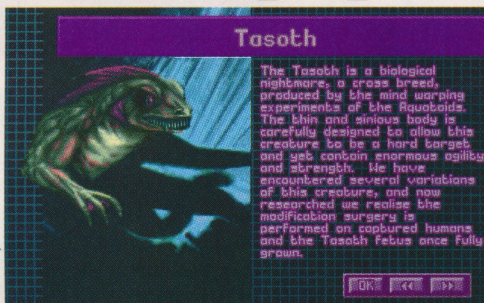 Tasoth
The Tasoth is a biological
nightmare, a cross breed,
produced by the mind warping
experiments of the Aquatoids.
The thin and sinious body is
carefully designed to allow this
creature to be a hard target
and yet contain enormous agility
and strength. We have
encountered several variations
of this creature, and now
researched we realise the
modification surgery is
performed on captured humans
and the Tasoth fetus once fully
grown.
OK << >>